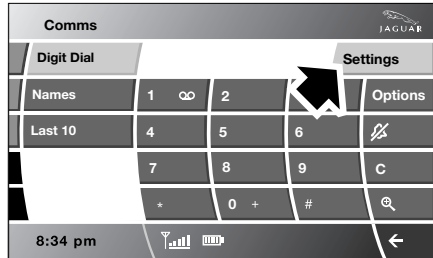 Comms
JAGUAR
Digit Dial
Settings
Names 1 2 Options
Last 10 4 5 6
7 8 9 C
* 0 + #
8:34 pm